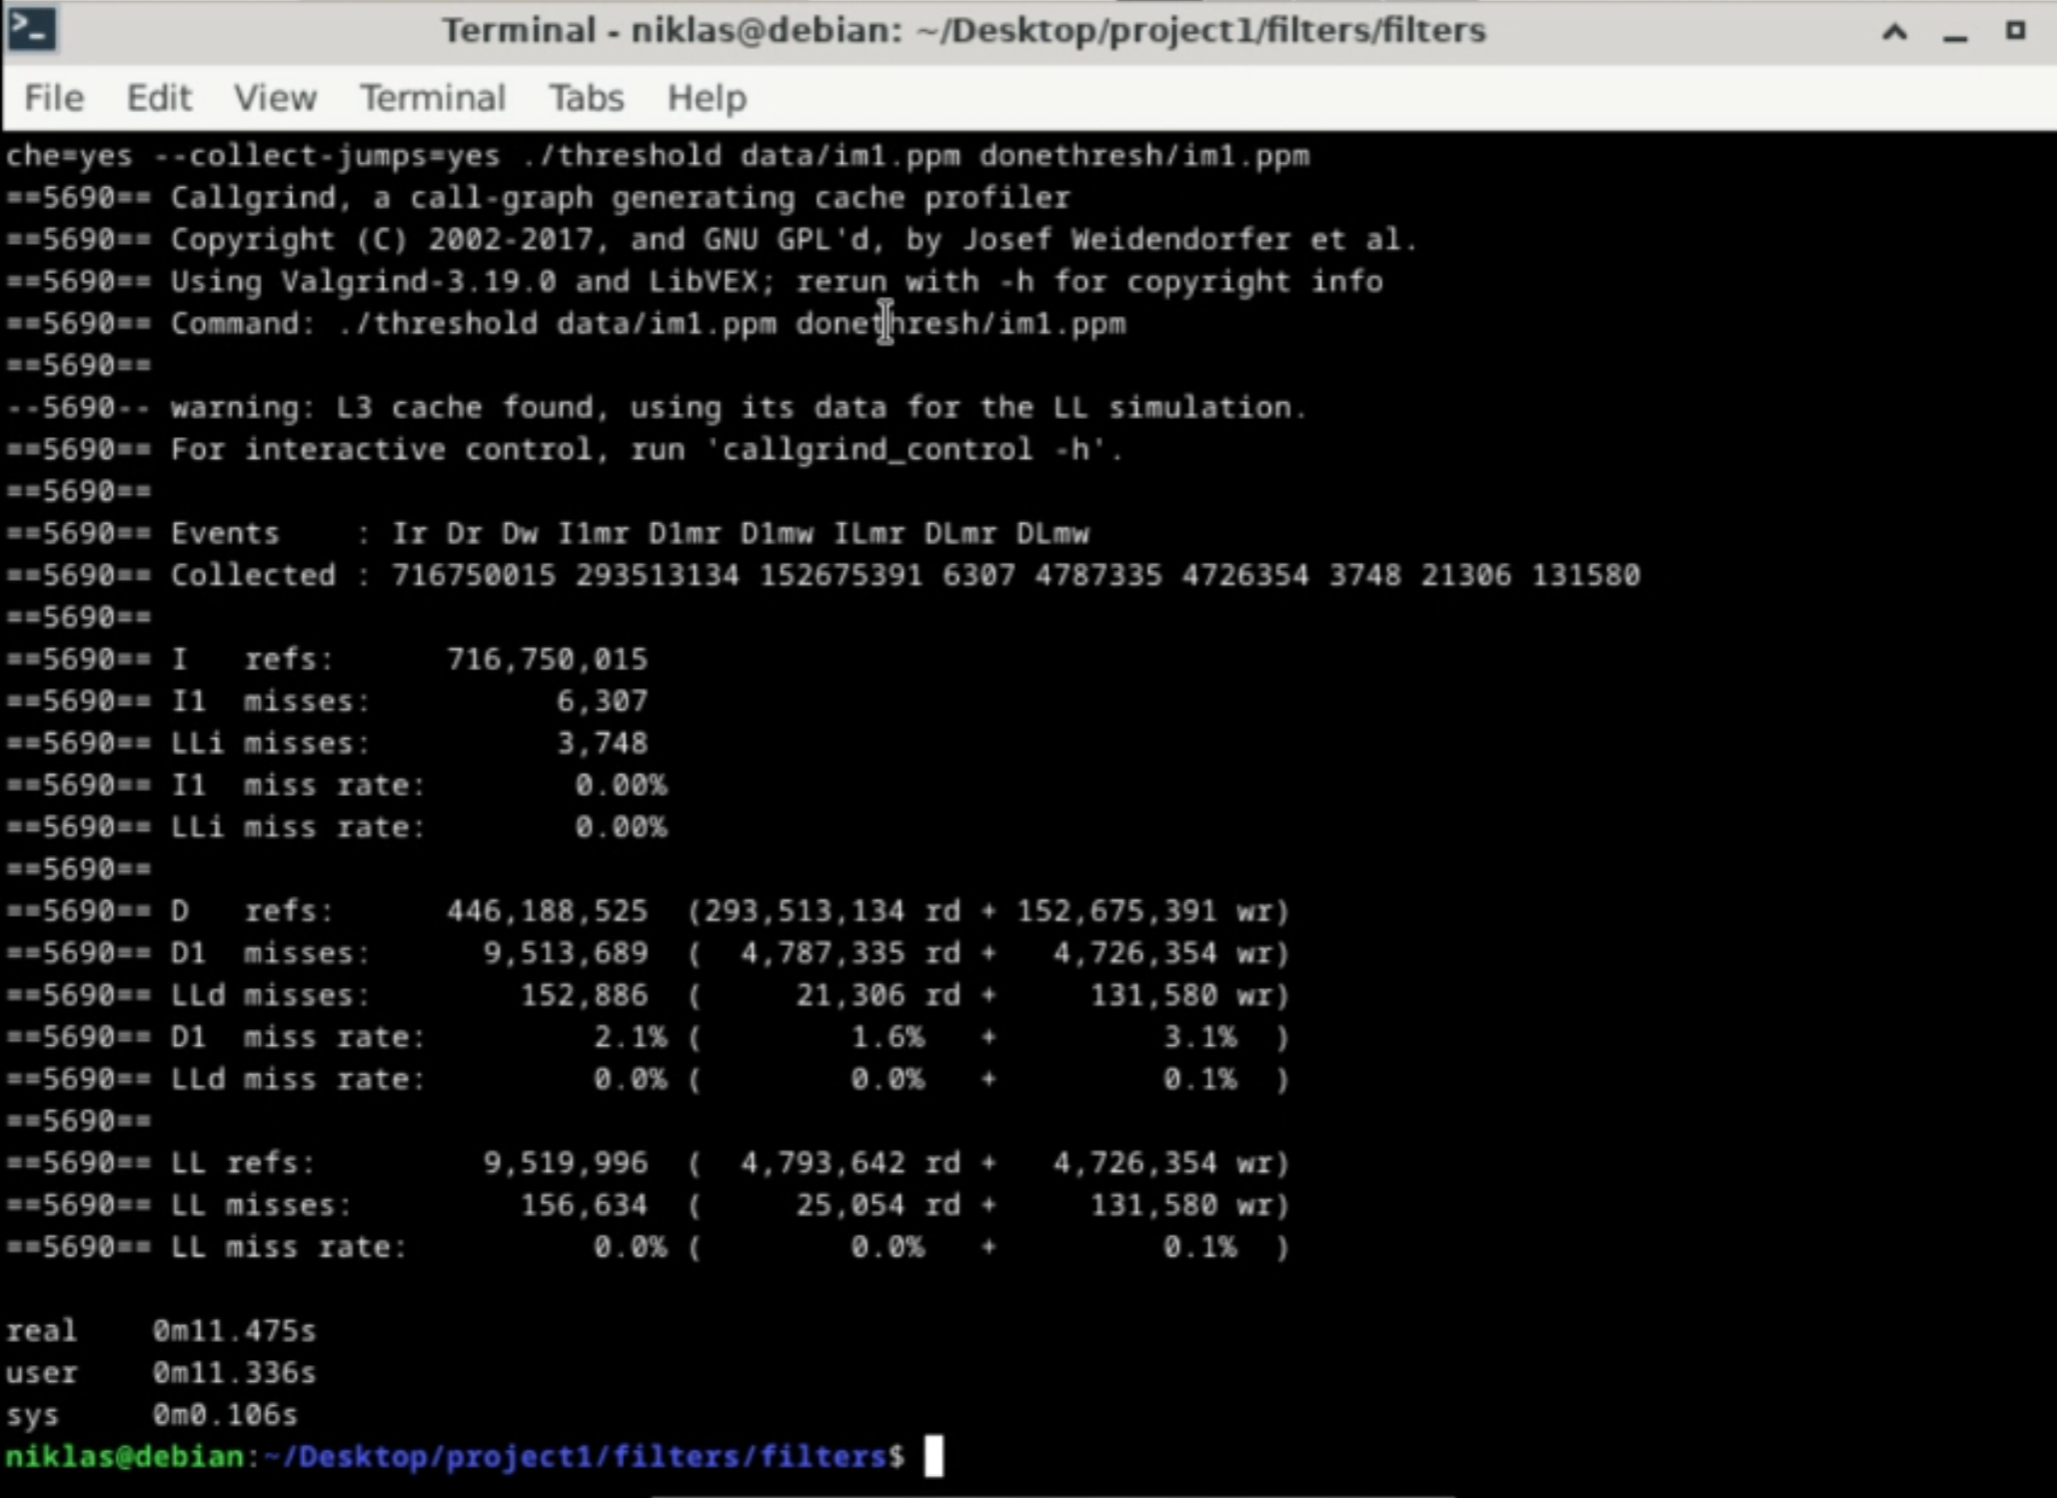 Terminal - niklas@debian: ~/Desktop/project1/filters/filters
File Edit View Terminal Tabs Help
che=yes --collect-jumps=yes ./threshold data/im1.ppm donethresh/im1.ppm
==5690== Callgrind, a call-graph generating cache profiler
==5690== Copyright (C) 2002-2017, and GNU GPL'd, by Josef Weidendorfer et al.
==5690== Using Valgrind-3.19.0 and LibVEX; rerun with -h for copyright info
==5690== Command: ./threshold data/im1.ppm donethresh/im1.ppm
==5690==
--5690-- warning: L3 cache found, using its data for the LL simulation.
==5690== For interactive control, run 'callgrind_control -h'.
==5690==
==5690== Events    : Ir Dr Dw I1mr D1mr D1mw ILmr DLmr DLmw
==5690== Collected : 716750015 293513134 152675391 6307 4787335 4726354 3748 21306 131580
==5690==
==5690== I   refs:      716,750,015
==5690== I1  misses:          6,307
==5690== LLi misses:          3,748
==5690== I1  miss rate:        0.00%
==5690== LLi miss rate:        0.00%
==5690==
==5690== D   refs:      446,188,525  (293,513,134 rd + 152,675,391 wr)
==5690== D1  misses:      9,513,689  (  4,787,335 rd +   4,726,354 wr)
==5690== LLd misses:        152,886  (     21,306 rd +     131,580 wr)
==5690== D1  miss rate:         2.1% (        1.6%   +         3.1%  )
==5690== LLd miss rate:         0.0% (        0.0%   +         0.1%  )
==5690==
==5690== LL refs:         9,519,996  (  4,793,642 rd +   4,726,354 wr)
==5690== LL misses:         156,634  (     25,054 rd +     131,580 wr)
==5690== LL miss rate:          0.0% (        0.0%   +         0.1%  )
real    0m11.475s
user    0m11.336s
sys     0m0.106s
niklas@debian:~/Desktop/project1/filters/filters$